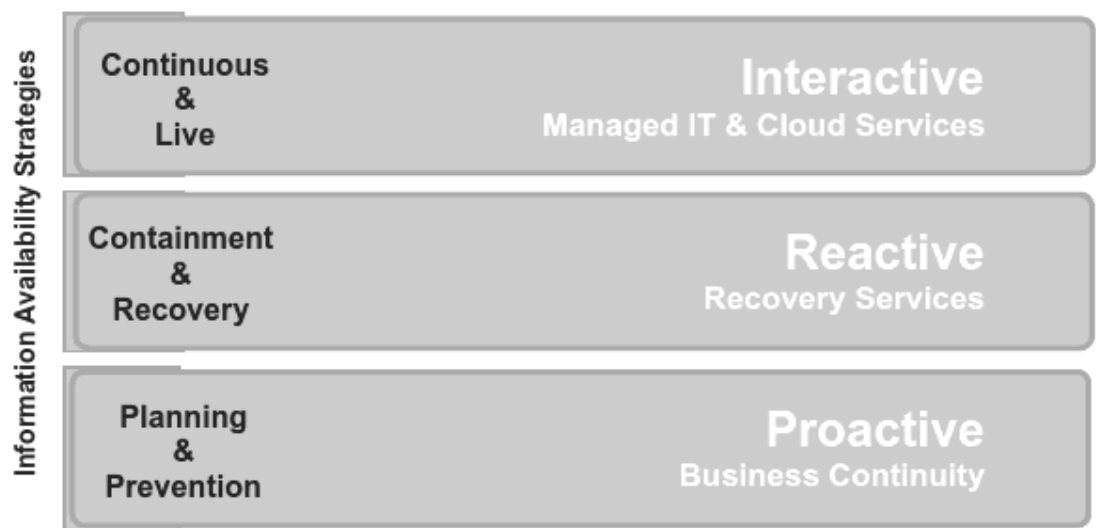 Information Availability Strategies
Continuous
&
Live
Interactive
Managed IT & Cloud Services
Containment
&
Recovery
Reactive
Recovery Services
Planning
&
Prevention
Proactive
Business Continuity